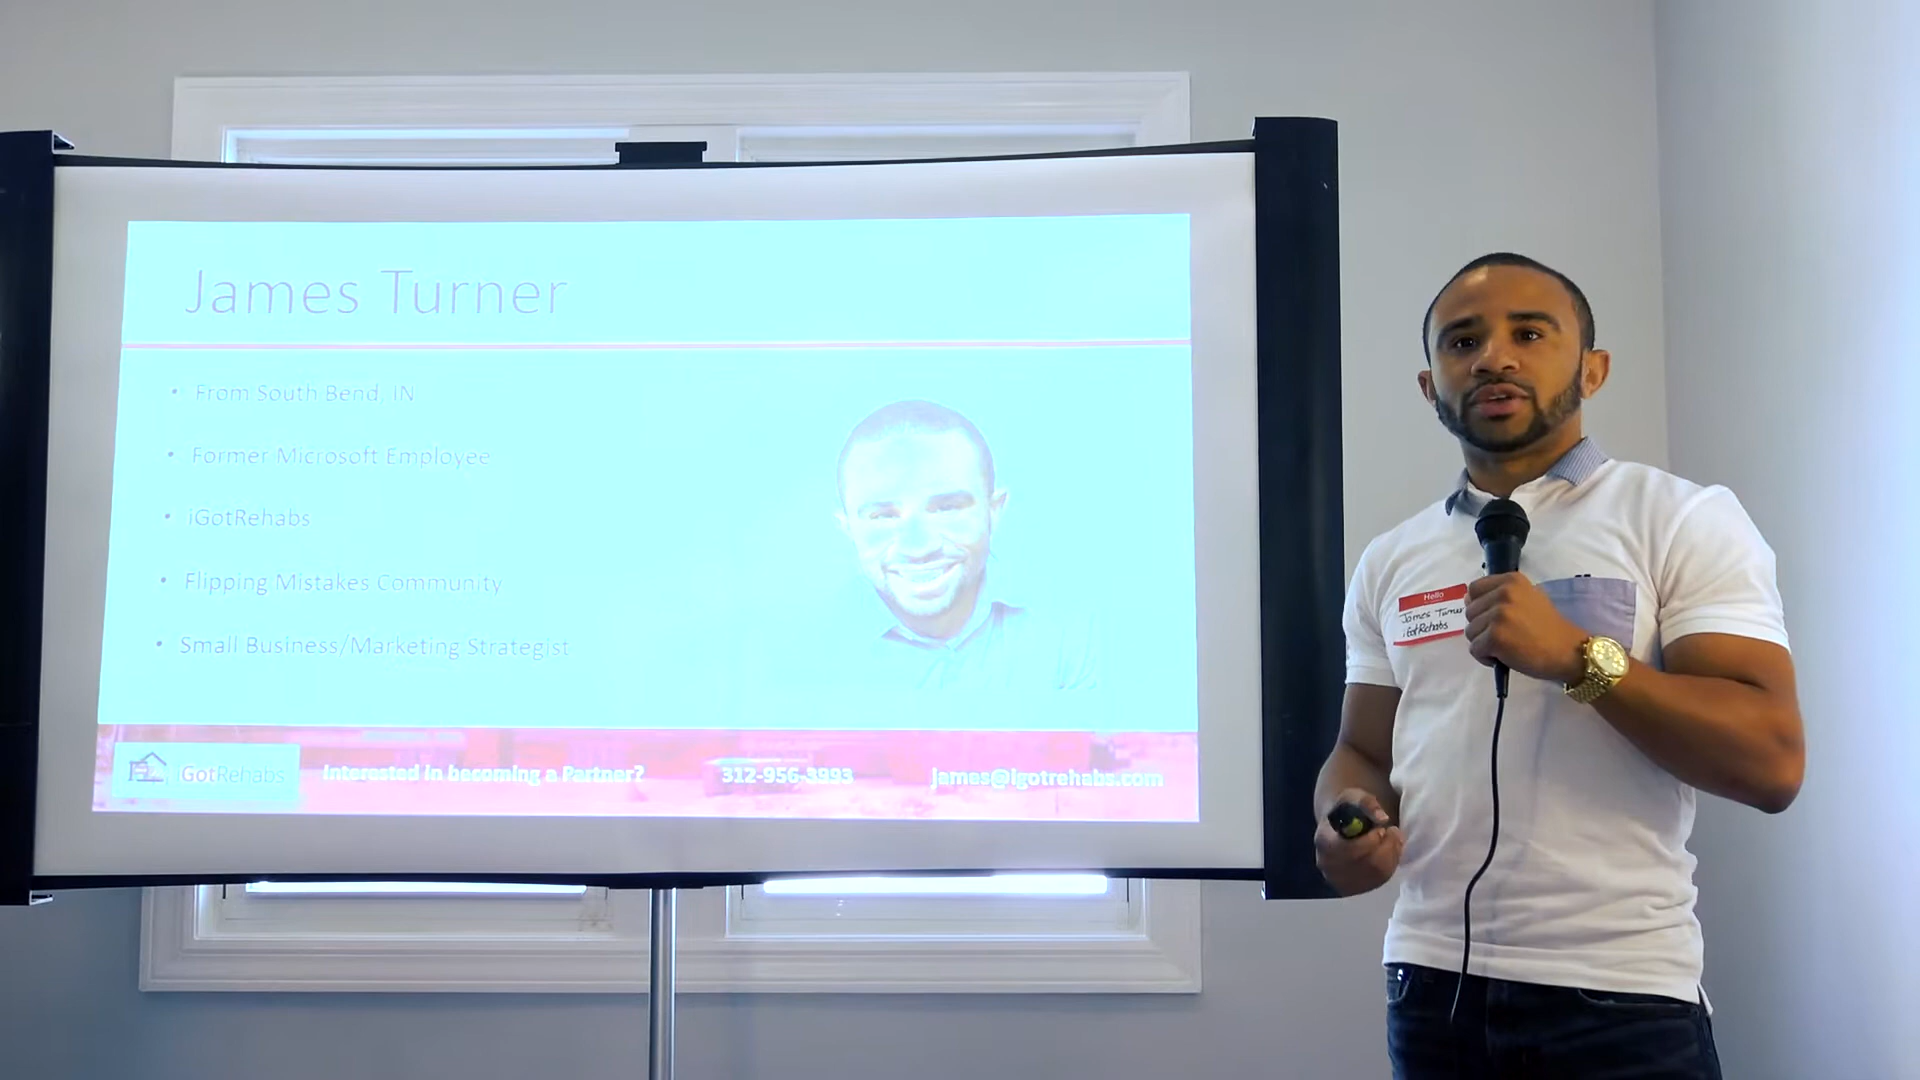 James Turner
• From South Bend, IN
• Former Microsoft Employee
• iGotRehabs
• Flipping Mistakes Community
• Small Business/Marketing Strategist
iGotRehabs
Interested in becoming a Partner?
312-956-3993
james@igotrehabs.com
Hello
James Turner
iGotRehabs